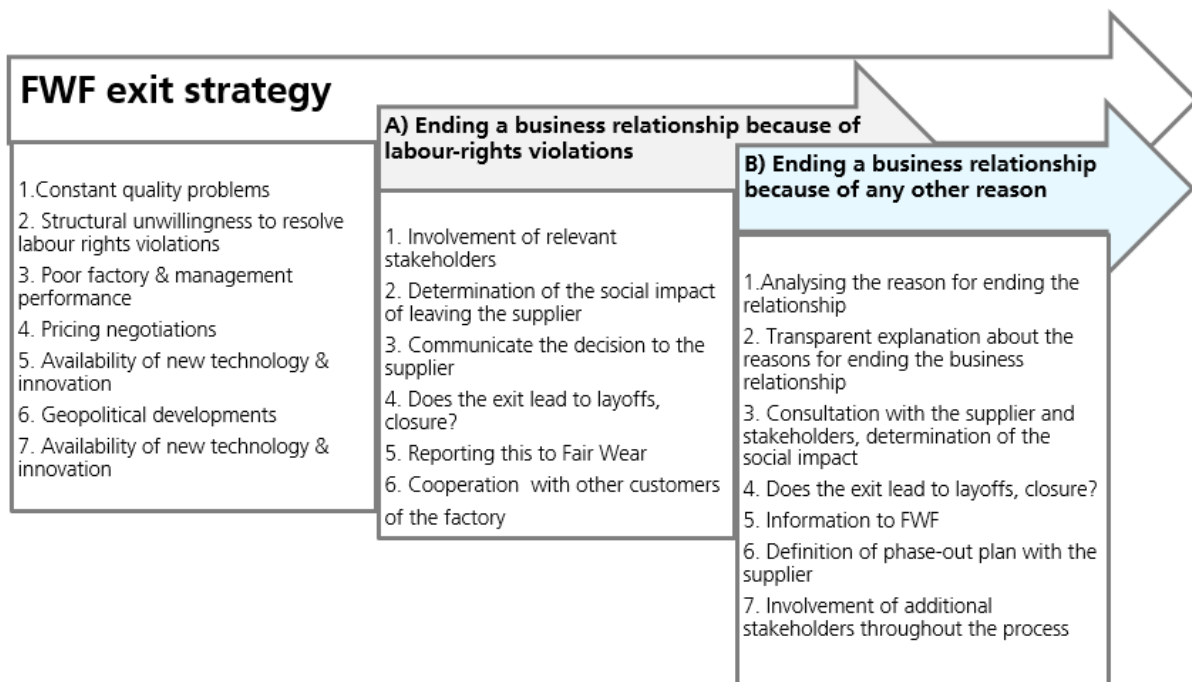 FWF exit strategy
1.Constant quality problems
2. Structural unwillingness to resolve
labour rights violations
3. Poor factory & management
performance
4. Pricing negotiations
5. Availability of new technology &
innovation
6. Geopolitical developments
7. Availability of new technology &
innovation
A) Ending a business relationship because of
labour-rights violations
1. Involvement of relevant
stakeholders
2. Determination of the social impact
of leaving the supplier
3. Communicate the decision to the
supplier
4. Does the exit lead to layoffs,
closure?
5. Reporting this to Fair Wear
6. Cooperation  with other customers
of the factory
B) Ending a business relationship
because of any other reason
1.Analysing the reason for ending the
relationship
2. Transparent explanation about the
reasons for ending the business
relationship
3. Consultation with the supplier and
stakeholders, determination of the
social impact
4. Does the exit lead to layoffs, closure?
5. Information to FWF
6. Definition of phase-out plan with the
supplier
7. Involvement of additional
stakeholders throughout the process